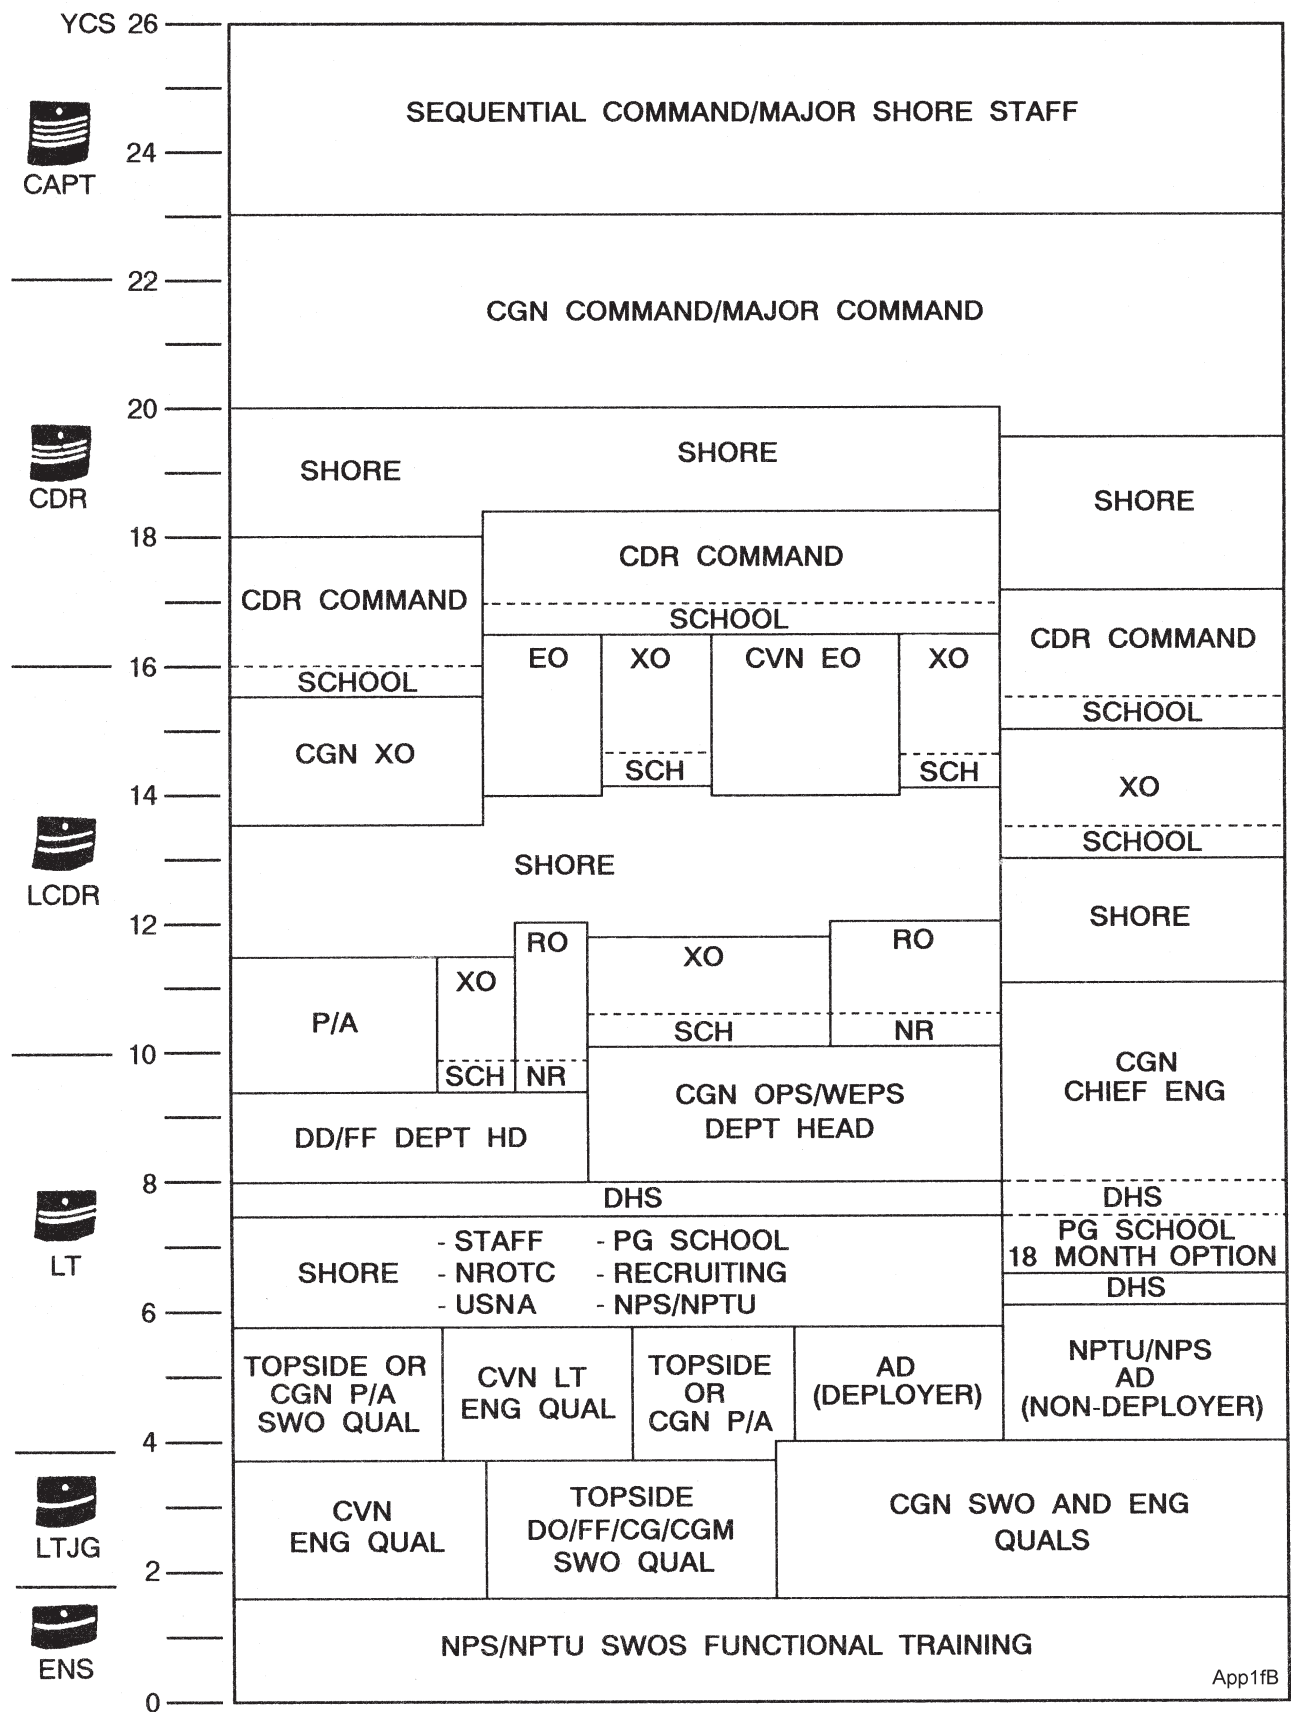 YCS 26
SEQUENTIAL COMMAND/MAJOR SHORE STAFF
24
CAPT
22
CGN COMMAND/MAJOR COMMAND
20
SHORE
SHORE
CDR
SHORE
18
CDR COMMAND
CDR COMMAND
SCHOOL
CDR COMMAND
16
EO
XO
CVN EO
XO
SCHOOL
SCHOOL
CGN XO
SCH
SCH
14
XO
SCHOOL
LCDR
SHORE
12
RO
XO
RO
SHORE
XO
P/A
SCH
NR
10
SCH
NR
CGN
CHIEF ENG
CGN OPS/WEPS
DEPT HEAD
DD/FF DEPT HD
8
DHS
DHS
LT
SHORE
- STAFF
- NROTC
- USNA
- PG SCHOOL
- RECRUITING
- NPS/NPTU
PG SCHOOL
18 MONTH OPTION
DHS
6
TOPSIDE OR
CGN P/A
SWO QUAL
CVN LT
ENG QUAL
TOPSIDE
OR
CGN P/A
AD
(DEPLOYER)
NPTU/NPS
AD
(NON-DEPLOYER)
4
LTJG
CVN
ENG QUAL
TOPSIDE
DO/FF/CG/CGM
SWO QUAL
CGN SWO AND ENG
QUALS
2
ENS
NPS/NPTU SWOS FUNCTIONAL TRAINING
App1fB
0